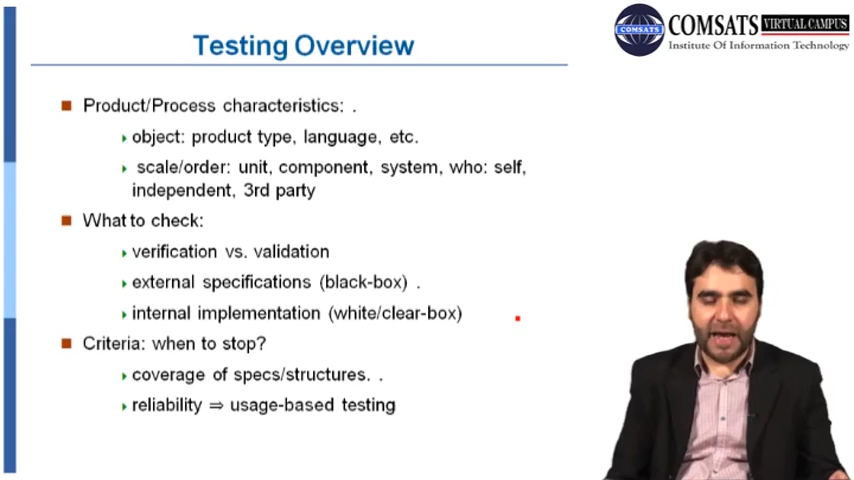 Testing Overview
COMSATS
COMSATS VIRTUAL CAMPUS
Institute Of Information Technology
Product/Process characteristics: .
object: product type, language, etc.
scale/order: unit, component, system, who: self,
independent, 3rd party
What to check:
verification vs. validation
external specifications (black-box) .
internal implementation (white/clear-box)
Criteria: when to stop?
coverage of specs/structures. .
reliability ⇒ usage-based testing